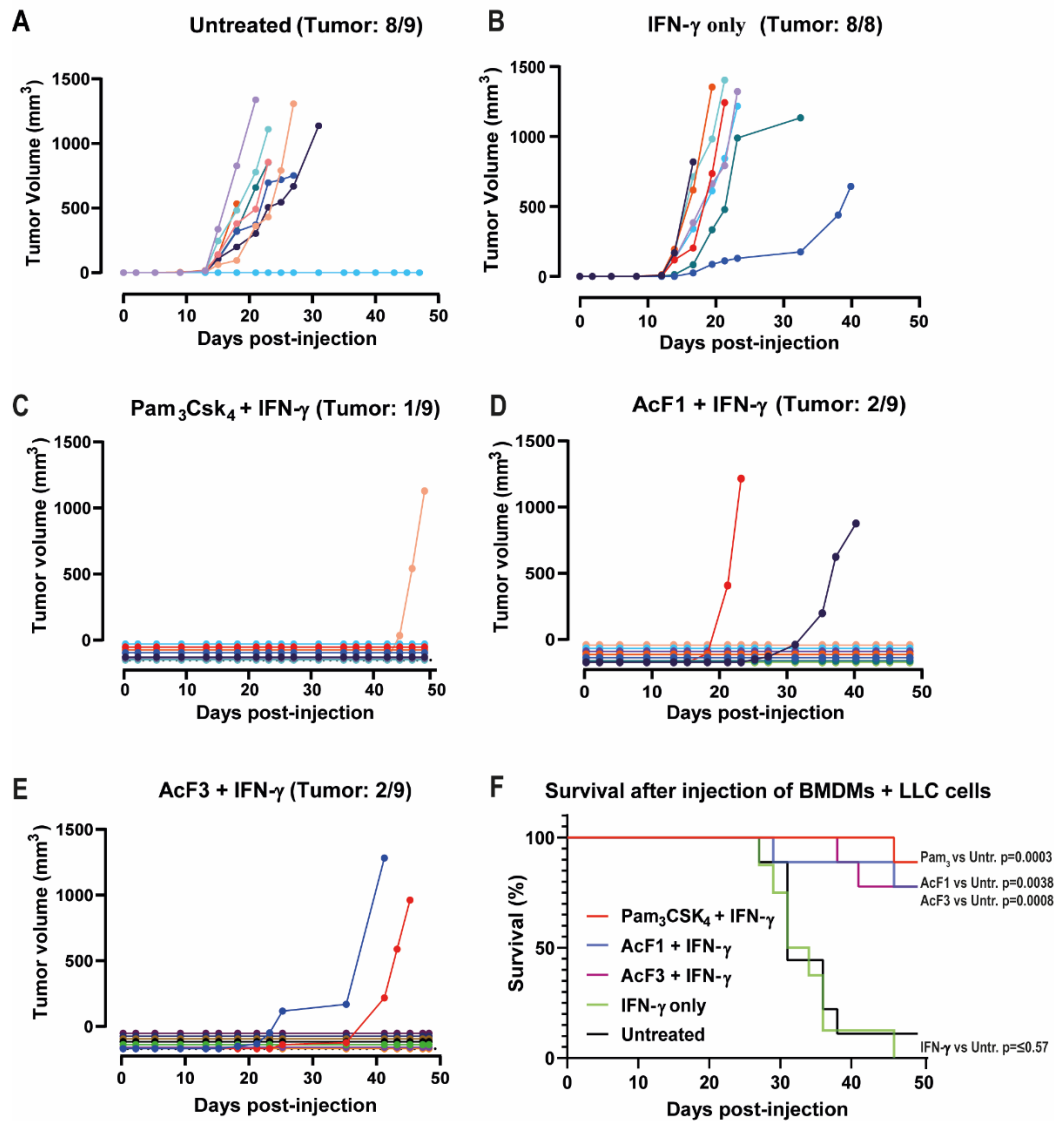 A
Untreated (Tumor: 8/9)
Tumor Volume (mm³)
1500
1000
500
0
0 10 20 30 40 50
Days post-injection
B
IFN-γ only (Tumor: 8/8)
Tumor Volume (mm³)
1500
1000
500
0
0 10 20 30 40 50
Days post-injection
C
Pam₃Csk₄ + IFN-γ (Tumor: 1/9)
Tumor volume (mm³)
1500
1000
500
0
0 10 20 30 40 50
Days post-injection
D
AcF1 + IFN-γ (Tumor: 2/9)
Tumor volume (mm³)
1500
1000
500
0
0 10 20 30 40 50
Days post-injection
E
AcF3 + IFN-γ (Tumor: 2/9)
Tumor volume (mm³)
1500
1000
500
0
0 10 20 30 40 50
Days post-injection
F
Survival after injection of BMDMs + LLC cells
Survival (%)
100
50
0
Pam₃ vs Untr. p=0.0003
AcF1 vs Untr. p=0.0038
AcF3 vs Untr. p=0.0008
Pam₃CSK₄ + IFN-γ
AcF1 + IFN-γ
AcF3 + IFN-γ
IFN-γ only
Untreated
IFN-γ vs Untr. p=≤0.57
0 10 20 30 40 50
Days post-injection